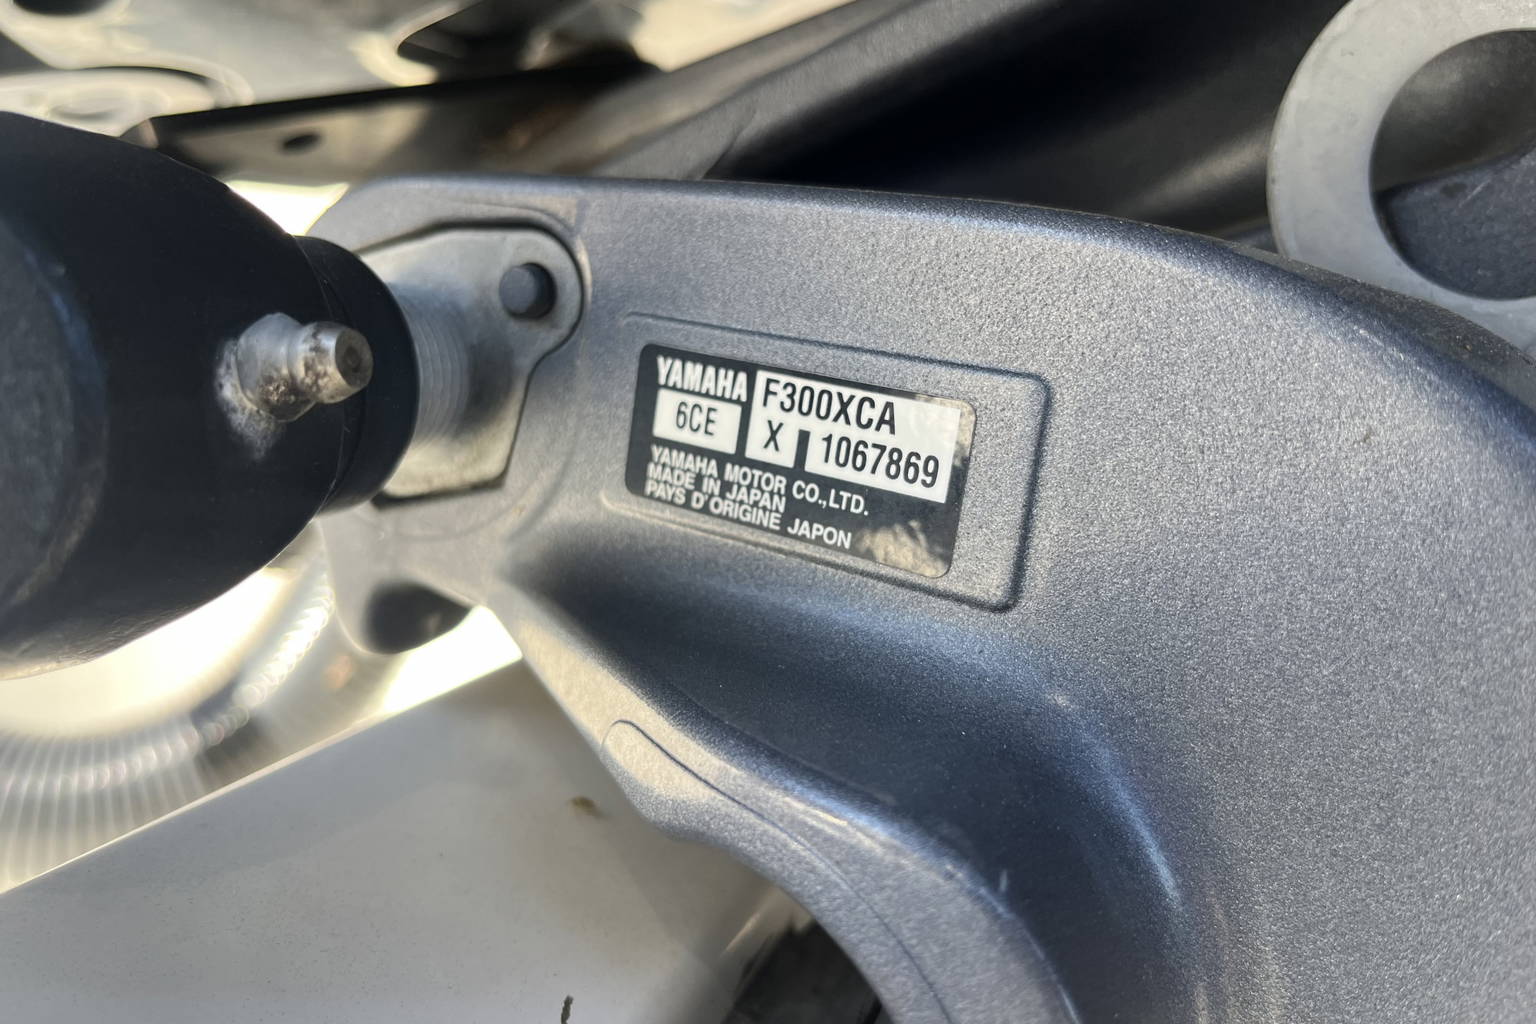 YAMAHA F300XCA
6CE X 1067869
YAMAHA MOTOR CO.,LTD.
MADE IN JAPAN
PAYS D'ORIGINE JAPON